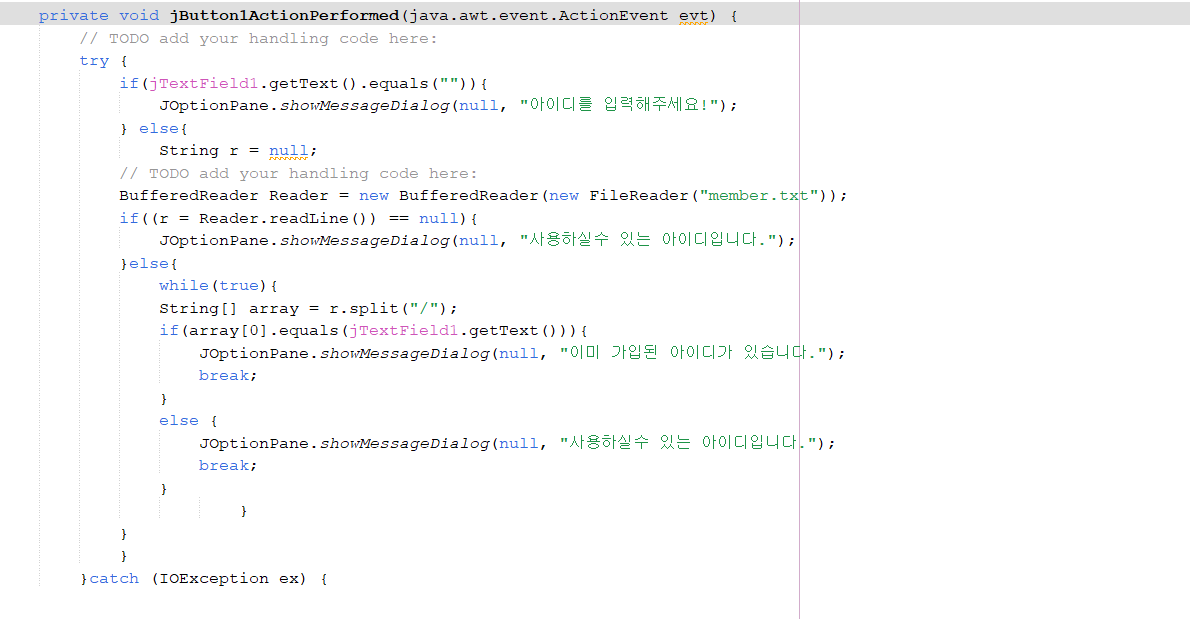 private void jButton1ActionPerformed(java.awt.event.ActionEvent evt) {
// TODO add your handling code here:
try {
if(jTextField1.getText().equals("")){
JOptionPane.showMessageDialog(null, "아이디를 입력해주세요!");
} else{
String r = null;
// TODO add your handling code here:
BufferedReader Reader = new BufferedReader(new FileReader("member.txt"));
if((r = Reader.readLine()) == null){
JOptionPane.showMessageDialog(null, "사용하실수 있는 아이디입니다.");
}else{
while(true){
String[] array = r.split("/");
if(array[0].equals(jTextField1.getText())){
JOptionPane.showMessageDialog(null, "이미 가입된 아이디가 있습니다.");
break;
}
else {
JOptionPane.showMessageDialog(null, "사용하실수 있는 아이디입니다.");
break;
}
}
}
}
}catch (IOException ex) {